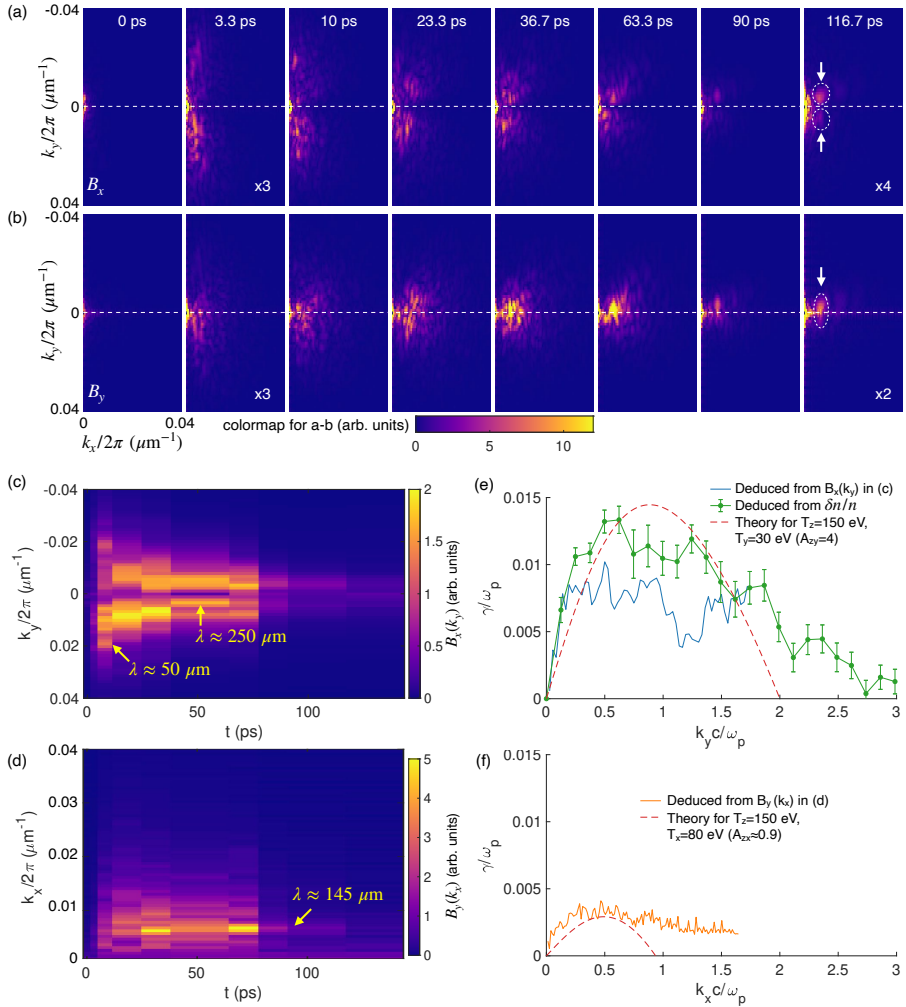 (a)
0 ps
3.3 ps
10 ps
23.3 ps
36.7 ps
63.3 ps
90 ps
116.7 ps
-0.04
0
0.04
k_y/2π (μm⁻¹)
B_x
x3
x4
(b)
-0.04
0
0.04
k_y/2π (μm⁻¹)
B_y
x3
x2
0
0.04
k_x/2π (μm⁻¹)
colormap for a-b (arb. units)
0
5
10
(c)
-0.04
-0.02
0
0.02
0.04
k_y/2π (μm⁻¹)
λ ≈ 250 μm
λ ≈ 50 μm
0
50
100
t (ps)
2
1.5
1
0.5
0
B_x(k_y) (arb. units)
(d)
0.04
0.03
0.02
0.01
0
k_x/2π (μm⁻¹)
λ ≈ 145 μm
0
50
100
t (ps)
5
4
3
2
1
0
B_y(k_x) (arb. units)
(e)
0.015
0.01
0.005
0
γ/ω_p
Deduced from B_x(k_y) in (c)
Deduced from δn/n
Theory for T_z=150 eV,
T_y=30 eV (A_zy=4)
0
0.5
1
1.5
2
2.5
3
k_yc/ω_p
(f)
0.015
0.01
0.005
0
γ/ω_p
Deduced from B_y(k_x) in (d)
Theory for T_z=150 eV,
T_x=80 eV (A_zx≈0.9)
0
0.5
1
1.5
2
2.5
3
k_xc/ω_p